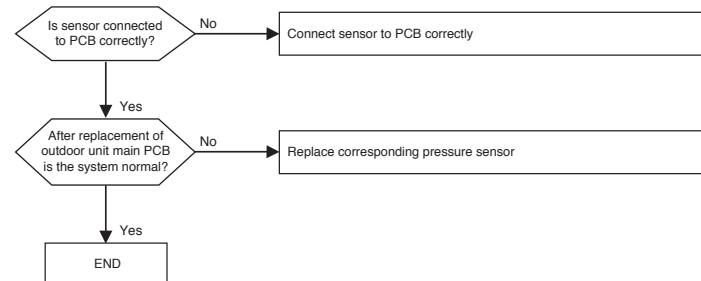 Is sensor connected
to PCB correctly?
No
Connect sensor to PCB correctly
Yes
After replacement of
outdoor unit main PCB
is the system normal?
No
Replace corresponding pressure sensor
Yes
END